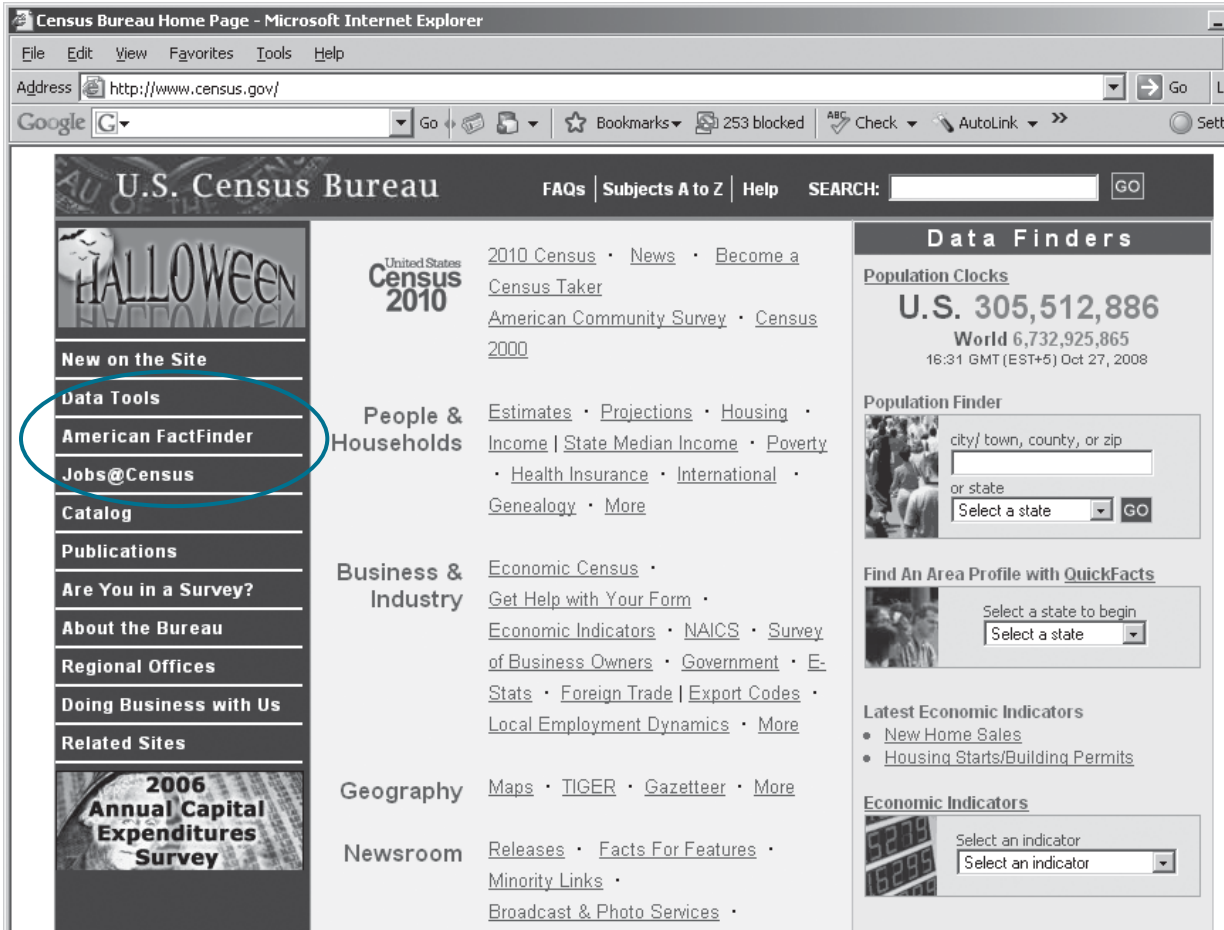 Census Bureau Home Page - Microsoft Internet Explorer
File Edit View Favorites Tools Help
Address http://www.census.gov/ Go L
Google G Go Bookmarks 253 blocked ABC Check AutoLink >> Sett
U.S. Census Bureau
FAQs | Subjects A to Z | Help SEARCH: GO
HALLOWEEN
New on the Site
Data Tools
American FactFinder
Jobs@Census
Catalog
Publications
Are You in a Survey?
About the Bureau
Regional Offices
Doing Business with Us
Related Sites
2006
Annual Capital
Expenditures
Survey
United States
Census
2010
2010 Census · News · Become a
Census Taker
American Community Survey · Census
2000
People &
Households
Estimates · Projections · Housing ·
Income | State Median Income · Poverty
· Health Insurance · International ·
Genealogy · More
Business &
Industry
Economic Census ·
Get Help with Your Form ·
Economic Indicators · NAICS · Survey
of Business Owners · Government · E-
Stats · Foreign Trade | Export Codes ·
Local Employment Dynamics · More
Geography
Maps · TIGER · Gazetteer · More
Newsroom
Releases · Facts For Features ·
Minority Links ·
Broadcast & Photo Services ·
Data Finders
Population Clocks
U.S. 305,512,886
World 6,732,925,865
16:31 GMT (EST+5) Oct 27, 2008
Population Finder
city/ town, county, or zip
or state
Select a state GO
Find An Area Profile with QuickFacts
Select a state to begin
Select a state
Latest Economic Indicators
• New Home Sales
• Housing Starts/Building Permits
Economic Indicators
Select an indicator
Select an indicator